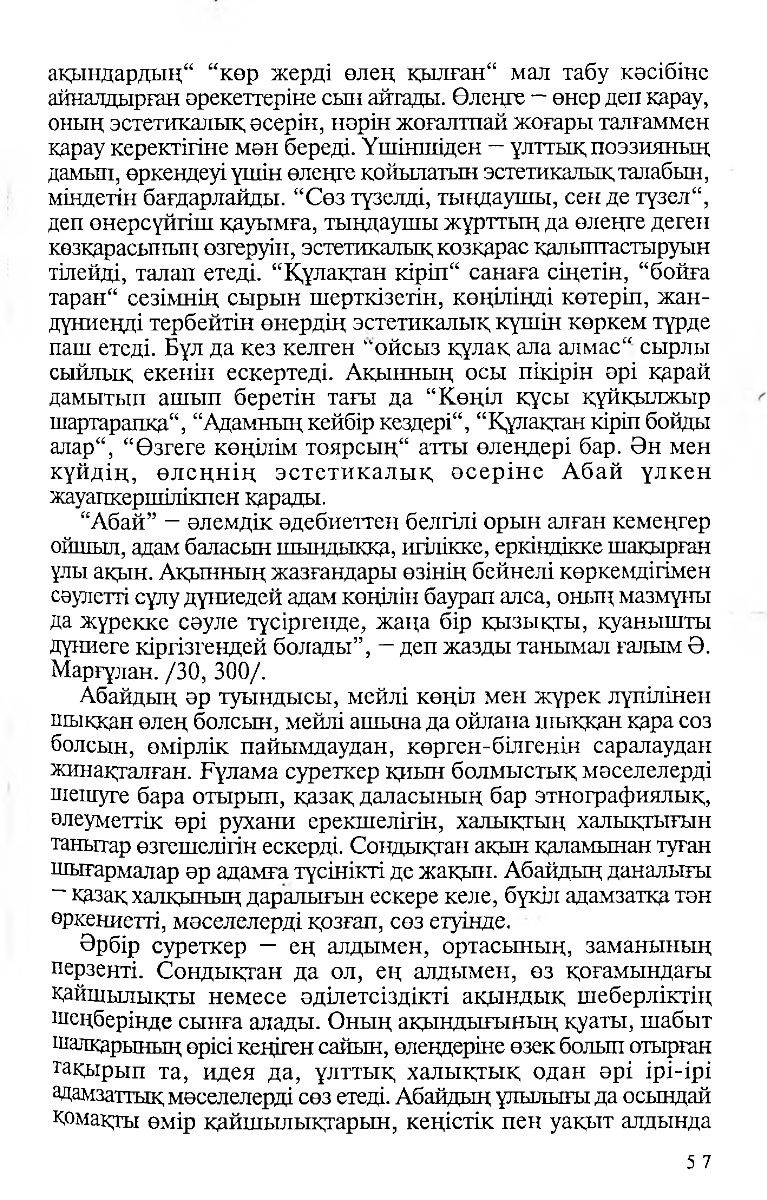 ақындардың“ “көр жерді өлең қылған“ мал табу кәсібіне
айналдырған әрекеттеріне сын айтады. Өлеңге — өнер деп қарау,
оның эстетикалық әсерін, нәрін жоғалтпай жоғары талғаммен
қарау керектігіне мән береді. Үшіншіден — ұлттық поэзияның
дамып, өркендеуі үшін өлеңге қойылатын эстетикалық талабын,
міндетін бағдарлайды. “Сөз түзелді, тыңдаушы, сен де түзел“,
деп өнерсүйгіш қауымға, тыңдаушы жұрттың да өлеңге деген
көзқарасының өзгеруін, эстетикалық козқарас қалыптастыруын
тілейді, талап етеді. “Құлақтан кіріп“ санаға сіңетін, “бойға
таран“ сезімнің сырын шерткізетін, көңіліңді көтеріп, жан-
дүниеңді тербейтін өнердің эстетикалық күшін көркем түрде
паш етеді. Бұл да кез келген “ойсыз құлақ ала алмас“ сырлы
сыйлық екенін ескертеді. Ақынның осы пікірін әрі қарай
дамытып ашып беретін тағы да “Көңіл құсы құйқылжыр
шартарапқа“, “Адамның кейбір кездері“, “Құлақтан кіріп бойды
алар“, “Өзгеге көңілім тоярсың“ атты өлеңдері бар. Ән мен
күйдің, өлеңнің эстетикалық әсеріне Абай үлкен
жауапкершілікпен қарады.
“Абай” — әлемдік әдебиеттен белгілі орын алған кемеңгер
ойшыл, адам баласын шындыққа, игілікке, еркіндікке шақырған
ұлы ақын. Ақынның жазғандары өзінің бейнелі көркемдігімен
сәулетті сұлу дүниедей адам көңілін баурап алса, оның мазмұны
да жүрекке сәуле түсіргенде, жаңа бір қызықты, қуанышты
дүниеге кіргізгендей болады”, — деп жазды танымал ғалым Ә.
Марғұлан. /30, 300/.
Абайдың әр туындысы, мейлі көңіл мен жүрек лүпілінен
шыққан өлең болсын, мейлі ашына да ойлана шыққан қара соз
болсын, өмірлік пайымдаудан, көрген-білгенін саралаудан
жинақталған. Ғұлама суреткер қиын болмыстық мәселелерді
шешуге бара отырып, қазақ даласының бар этнографиялық,
әлеуметтік әрі рухани ерекшелігін, халықтың халықтығын
танытар өзгешелігін ескерді. Сондықтан ақын қаламынан туған
шығармалар әр адамға түсінікті де жақын. Абайдың даналығы
— қазақ халқының даралығын ескере келе, бүкіл адамзатқа тән
өркениетті, мәселелерді қозғап, сөз етуінде.
Әрбір суреткер — ең алдымен, ортасының, заманының
перзенті. Сондықтан да ол, ең алдымен, өз қоғамындағы
қайшылықты немесе әділетсіздікті ақындық шеберліктің
шеңберінде сынға алады. Оның ақындығының қуаты, шабыт
шалқарының өрісі кеңіген сайын, өлеңдеріне өзек болып отырған
тақырып та, идея да, ұлттық халықтық одан әрі ірі-ірі
адамзаттық мәселелерді сөз етеді. Абайдың ұлылығы да осындай
қомақты өмір қайшылықтарын, кеңістік пен уақыт алдында
57